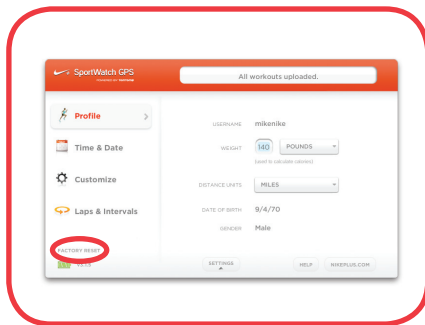 SportWatch GPS
POWERED BY TOMTOM
All workouts uploaded.
Profile
Time & Date
Customize
Laps & Intervals
FACTORY RESET
USERNAME mikenike
WEIGHT 140 POUNDS
(used to calculate calories)
DISTANCE UNITS MILES
DATE OF BIRTH 9/4/70
GENDER Male
SETTINGS
HELP
NIKEPLUS.COM